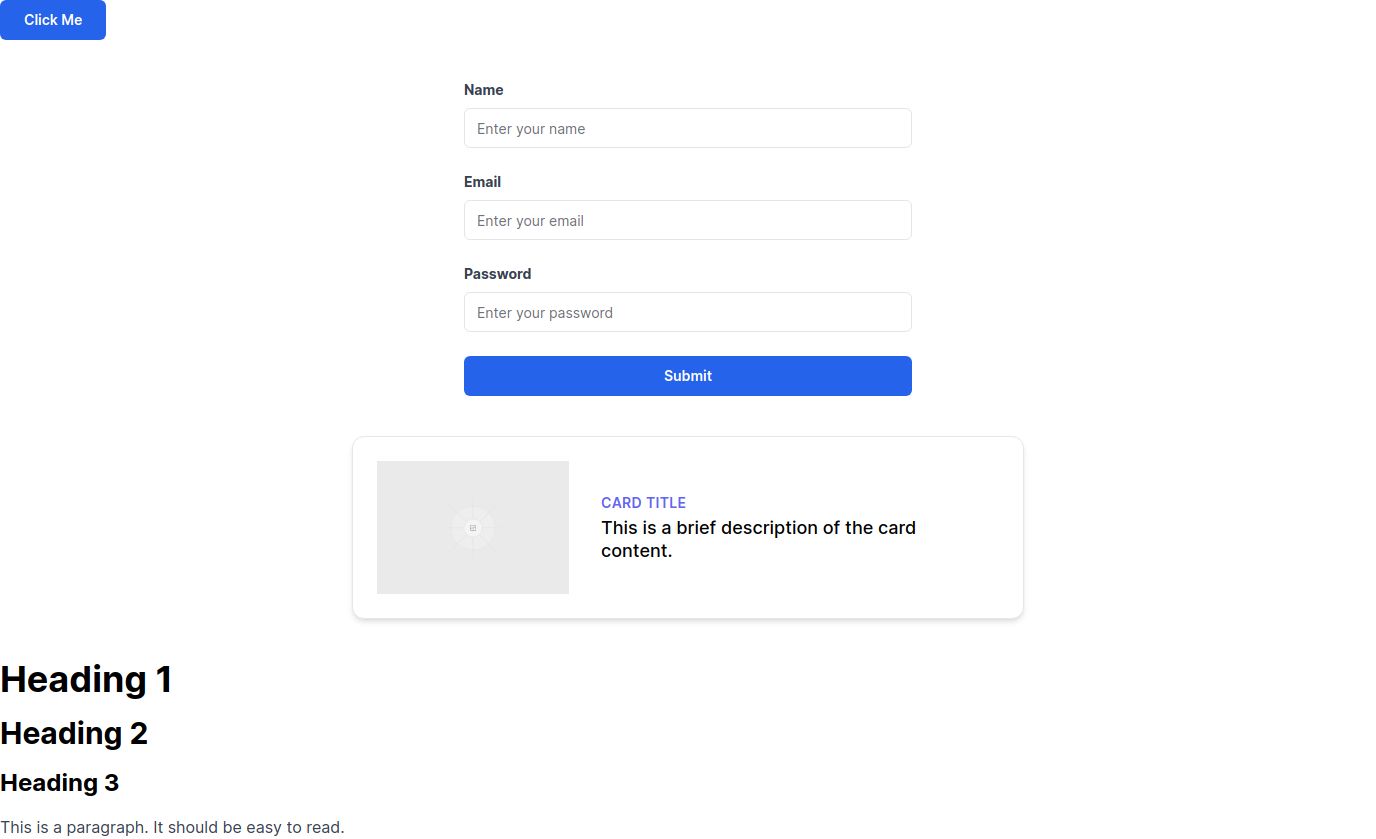 Click Me
Name
Enter your name
Email
Enter your email
Password
Enter your password
Submit
CARD TITLE
This is a brief description of the card
content.
Heading 1
Heading 2
Heading 3
This is a paragraph. It should be easy to read.